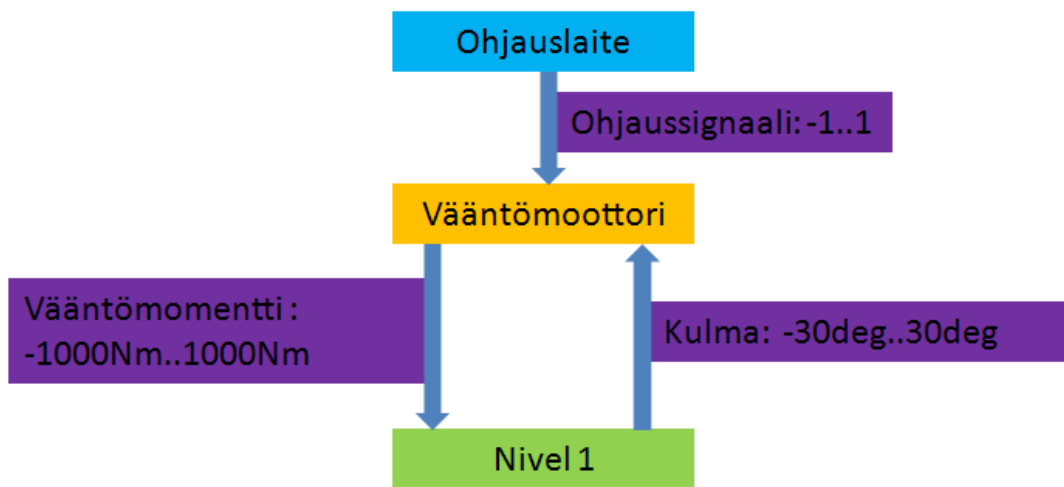 Ohjauslaite
Ohjaussignaali: -1..1
Vääntömoottori
Vääntömomentti :
-1000Nm..1000Nm
Kulma: -30deg..30deg
Nivel 1